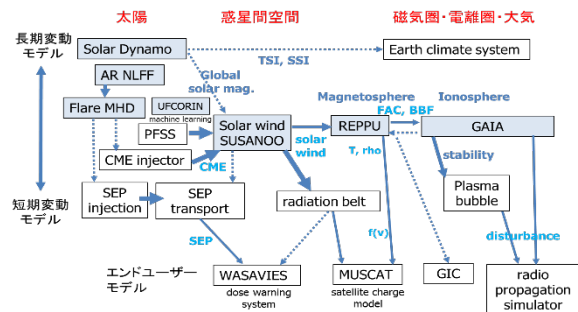 太陽
惑星間空間
磁気圏・電離圏・大気
長期変動
モデル
Solar Dynamo
TSI, SSI
Earth climate system
AR NLFF
Global
solar mag.
Flare MHD
UFCORIN
machine learning
Magnetosphere
Ionosphere
FAC, BBF
PFSS
Solar wind
SUSANOO
solar
wind
REPPU
GAIA
CME injector
CME
T, rho
stability
短期変動
モデル
SEP
injection
SEP
transport
radiation belt
Plasma
bubble
SEP
f(v)
disturbance
エンドユーザー
モデル
WASAVIES
dose warning
system
MUSCAT
satellite charge
model
GIC
radio
propagation
simulator